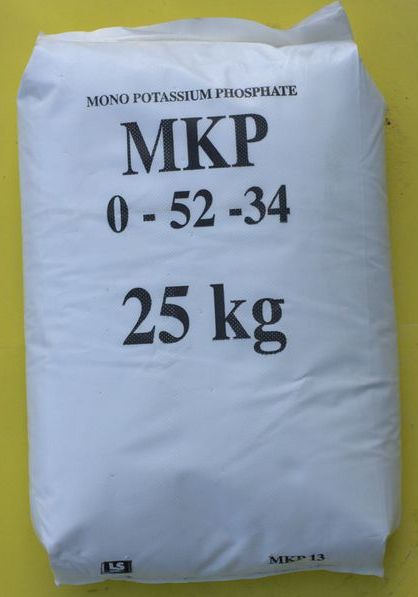 MONO POTASSIUM PHOSPHATE
MKP
0 - 52 -34
25 kg
LS
MKP 13